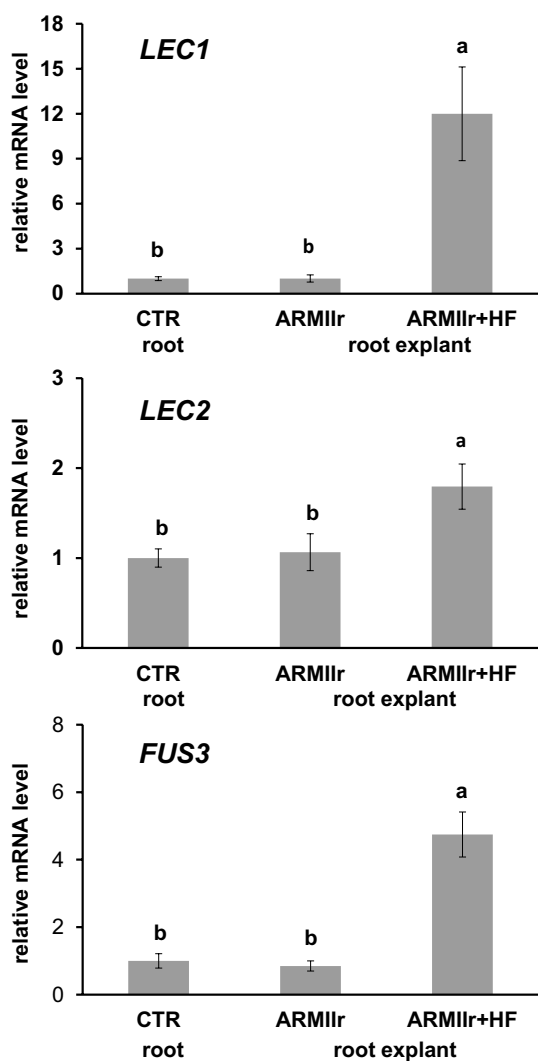 LEC1
relative mRNA level
18
15
12
9
6
3
0
a
b
b
CTR ARMIIr ARMIIr+HF
root root explant
LEC2
relative mRNA level
3
2
1
0
a
b
b
CTR ARMIIr ARMIIr+HF
root root explant
FUS3
relative mRNA level
8
6
4
2
0
a
b
b
CTR ARMIIr ARMIIr+HF
root root explant